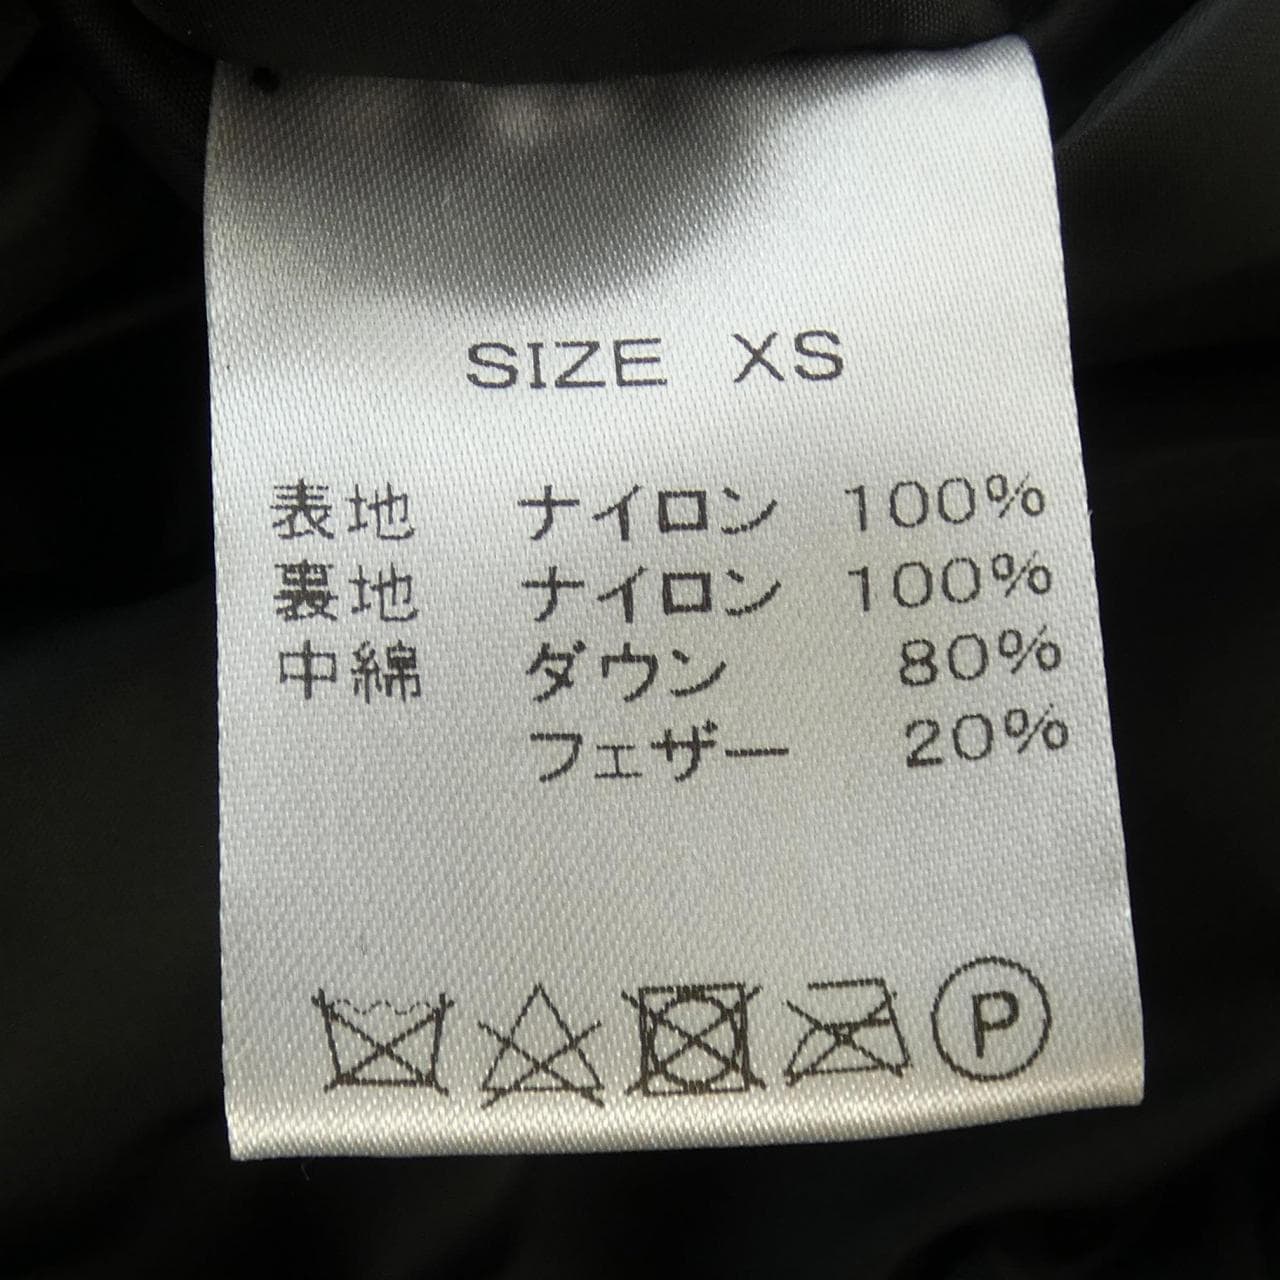 SIZE XS
表地 ナイロン 100%
裏地 ナイロン 100%
中綿 ダウン 80%
フェザー 20%
P